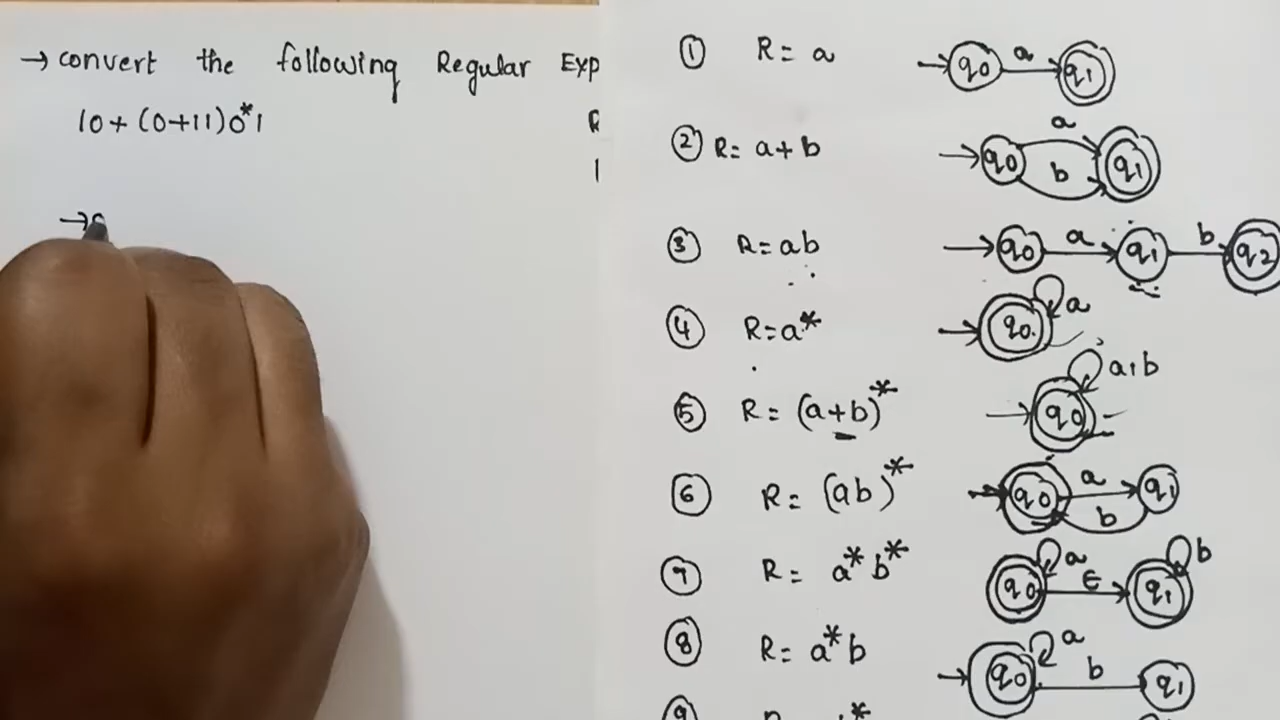 → convert the following Regular Exp
10 + (0+11)0*1
① R = a q0 a q1
② R = a + b q0 a b q1
③ R = ab q0 a q1 b q2
④ R = a* q0 a
⑤ R = (a+b)* q0 a,b
⑥ R = (ab)* q0 a b q1
⑦ R = a* b* q0 a ε q1 b
⑧ R = a* b q0 a b q1
⑨